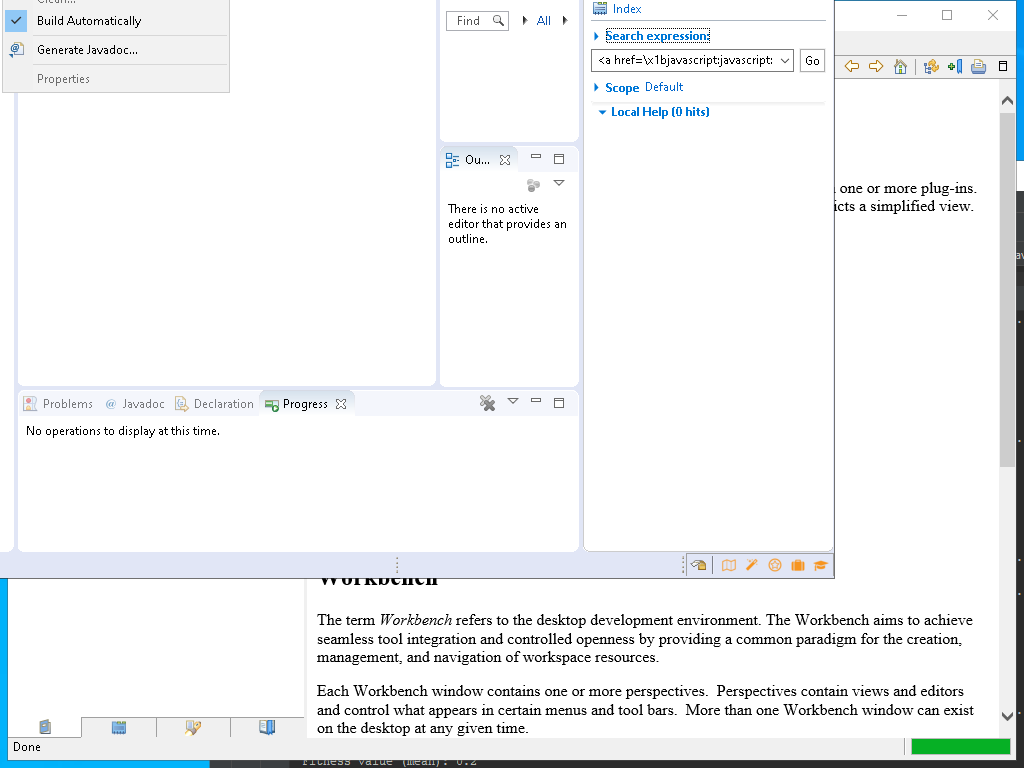 Clean...
Build Automatically
Generate Javadoc...
Properties
Find
All
Ou...
There is no active
editor that provides an
outline.
Index
Search expression:
<a href=\x1bjavascript:javascript:
Go
Scope Default
Local Help (0 hits)
one or more plug-ins.
icts a simplified view.
Problems
Javadoc
Declaration
Progress
No operations to display at this time.
Workbench
The term Workbench refers to the desktop development environment. The Workbench aims to achieve
seamless tool integration and controlled openness by providing a common paradigm for the creation,
management, and navigation of workspace resources.
Each Workbench window contains one or more perspectives. Perspectives contain views and editors
and control what appears in certain menus and tool bars. More than one Workbench window can exist
on the desktop at any given time.
Done
Fitness value (mean): 0.2